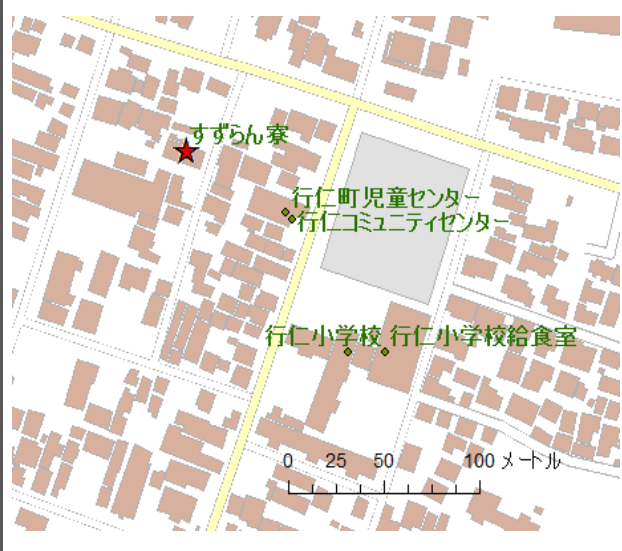 すずらん寮
行仁町児童センター
行仁コミュニティセンター
行仁小学校 行仁小学校給食室
0 25 50 100 メートル